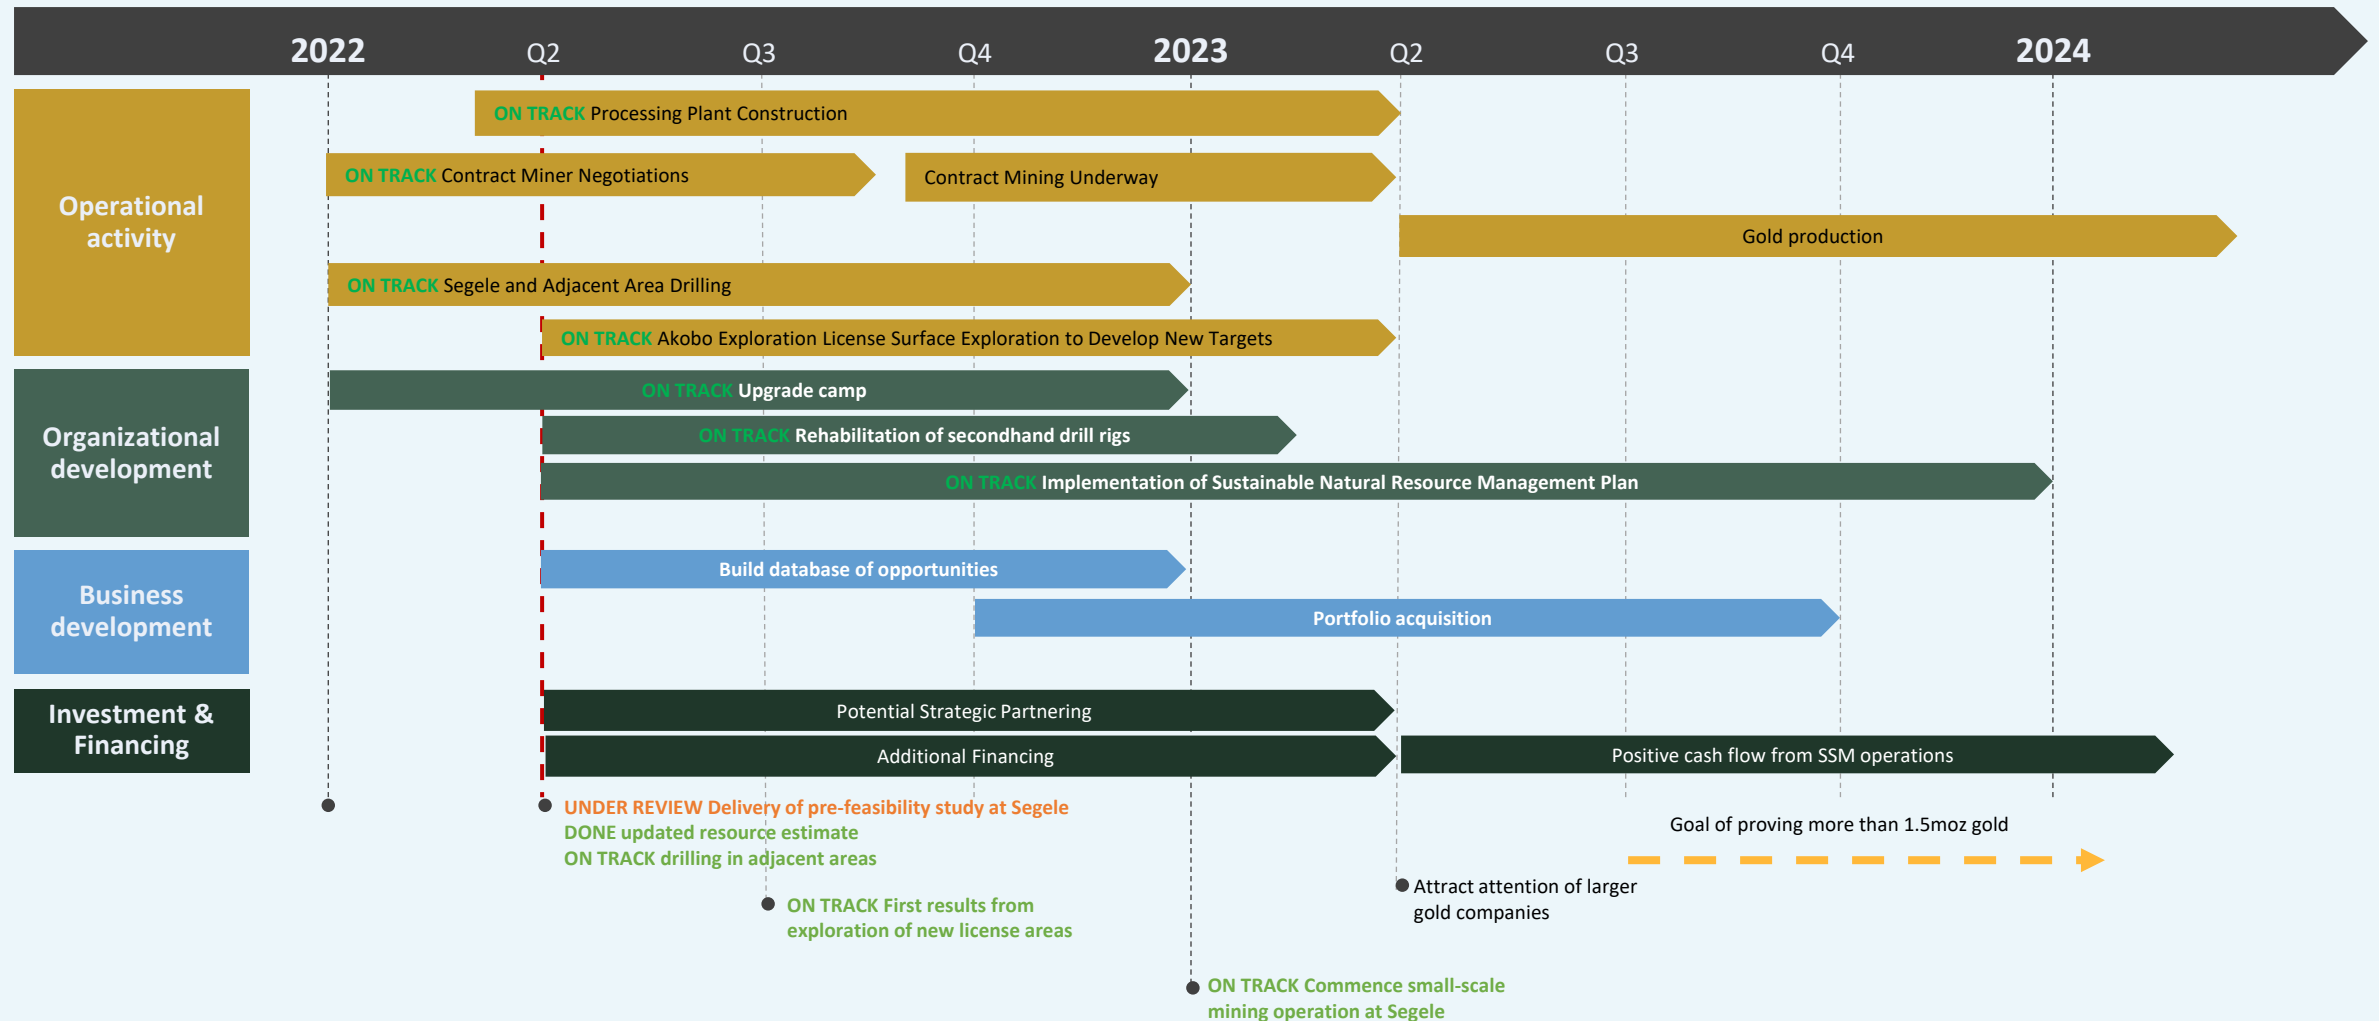 2022 Q2 Q3 Q4 2023 Q2 Q3 Q4 2024
Operational
activity
ON TRACK Processing Plant Construction
ON TRACK Contract Miner Negotiations
Contract Mining Underway
Gold production
ON TRACK Segele and Adjacent Area Drilling
ON TRACK Akobo Exploration License Surface Exploration to Develop New Targets
Organizational
development
ON TRACK Upgrade camp
ON TRACK Rehabilitation of secondhand drill rigs
ON TRACK Implementation of Sustainable Natural Resource Management Plan
Business
development
Build database of opportunities
Portfolio acquisition
Investment &
Financing
Potential Strategic Partnering
Additional Financing
Positive cash flow from SSM operations
UNDER REVIEW Delivery of pre-feasibility study at Segele
DONE updated resource estimate
ON TRACK drilling in adjacent areas
Goal of proving more than 1.5moz gold
Attract attention of larger
gold companies
ON TRACK First results from
exploration of new license areas
ON TRACK Commence small-scale
mining operation at Segele